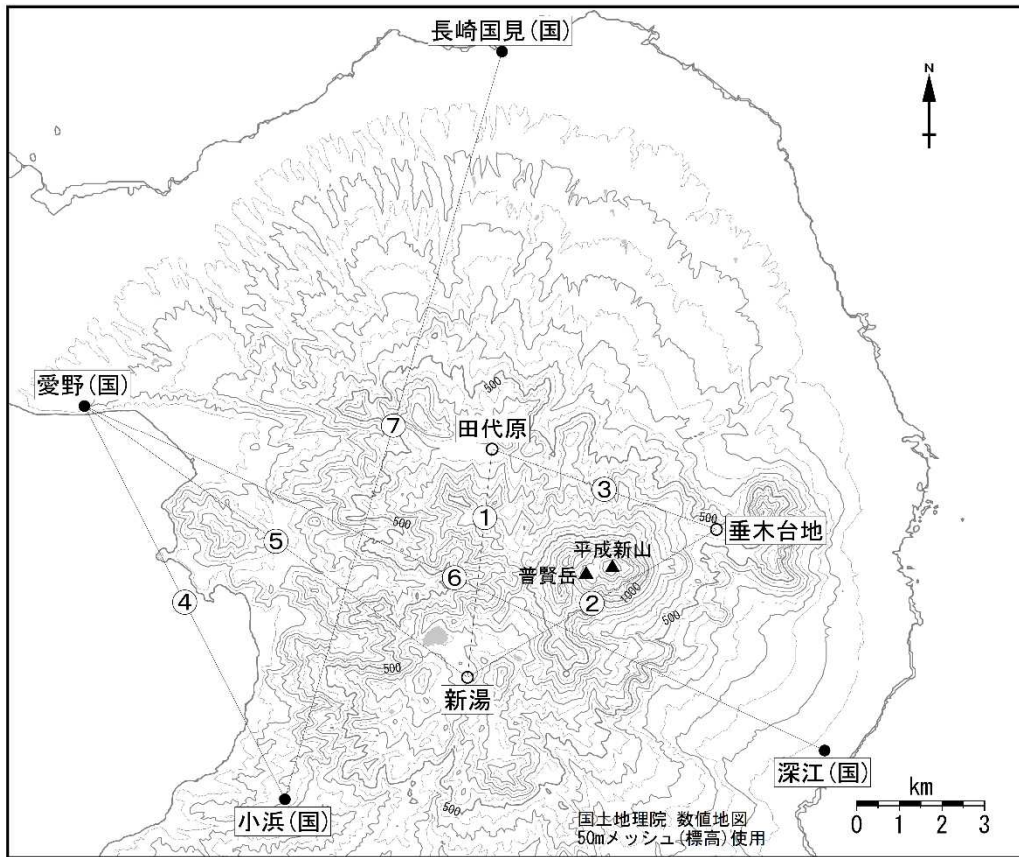 長崎国見(国)
N
愛野(国)
500
⑦
田代原
③
①
500
500
垂木台地
⑤
平成新山
普賢岳
⑥
④
②
1000
500
500
新湯
深江(国)
小浜(国)
500
km
0 1 2 3
国土地理院 数値地図
50mメッシュ(標高)使用